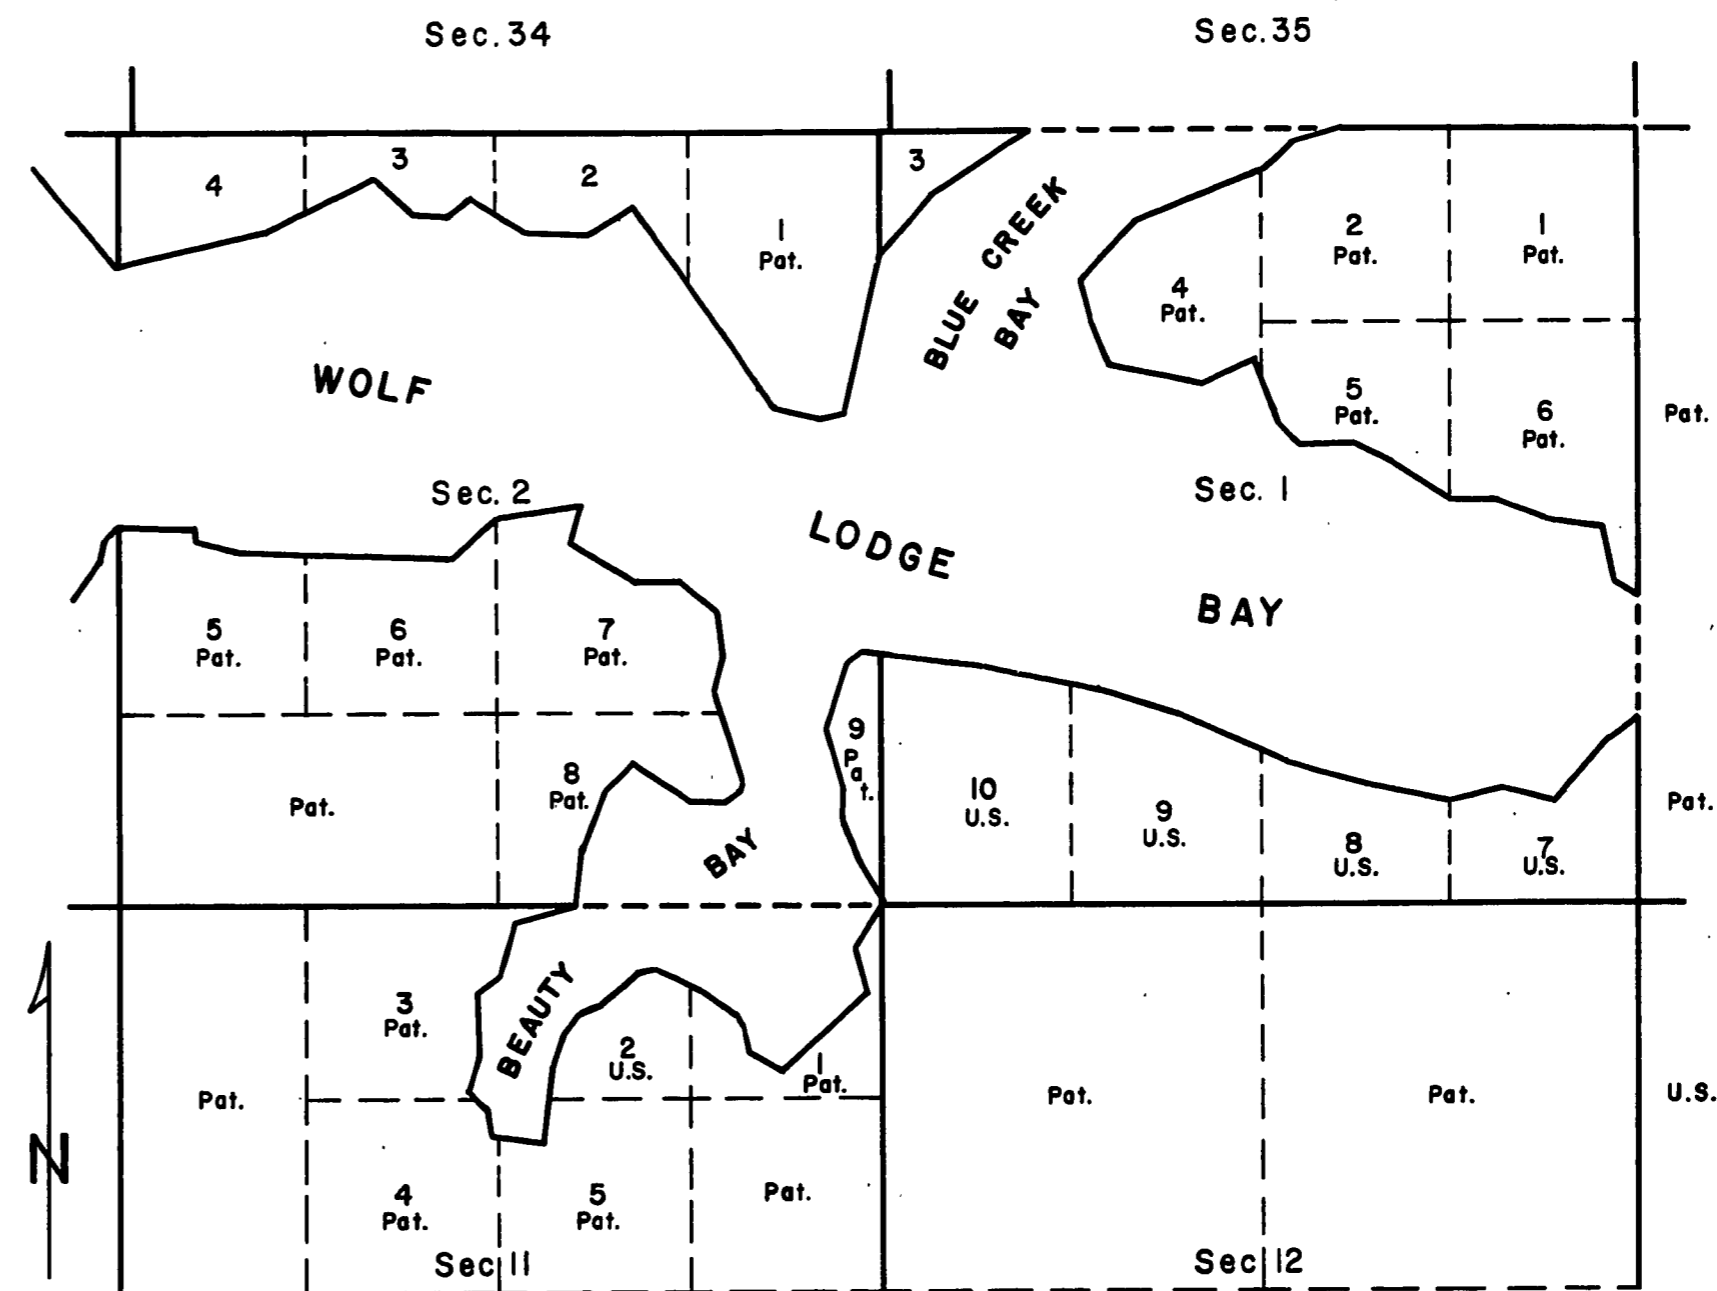 Sec. 34
Sec. 35
4
3
2
1
Pat.
3
BLUE CREEK
BAY
4
Pat.
2
Pat.
1
Pat.
5
Pat.
6
Pat.
Pat.
WOLF
LODGE
BAY
Sec. 2
Sec. 1
5
Pat.
6
Pat.
7
Pat.
Pat.
8
Pat.
9
Pat.
10
U.S.
9
U.S.
8
U.S.
7
U.S.
Pat.
BEAUTY
BAY
Pat.
3
Pat.
2
U.S.
1
Pat.
4
Pat.
5
Pat.
Pat.
Pat.
Pat.
U.S.
N
Sec 11
Sec 12